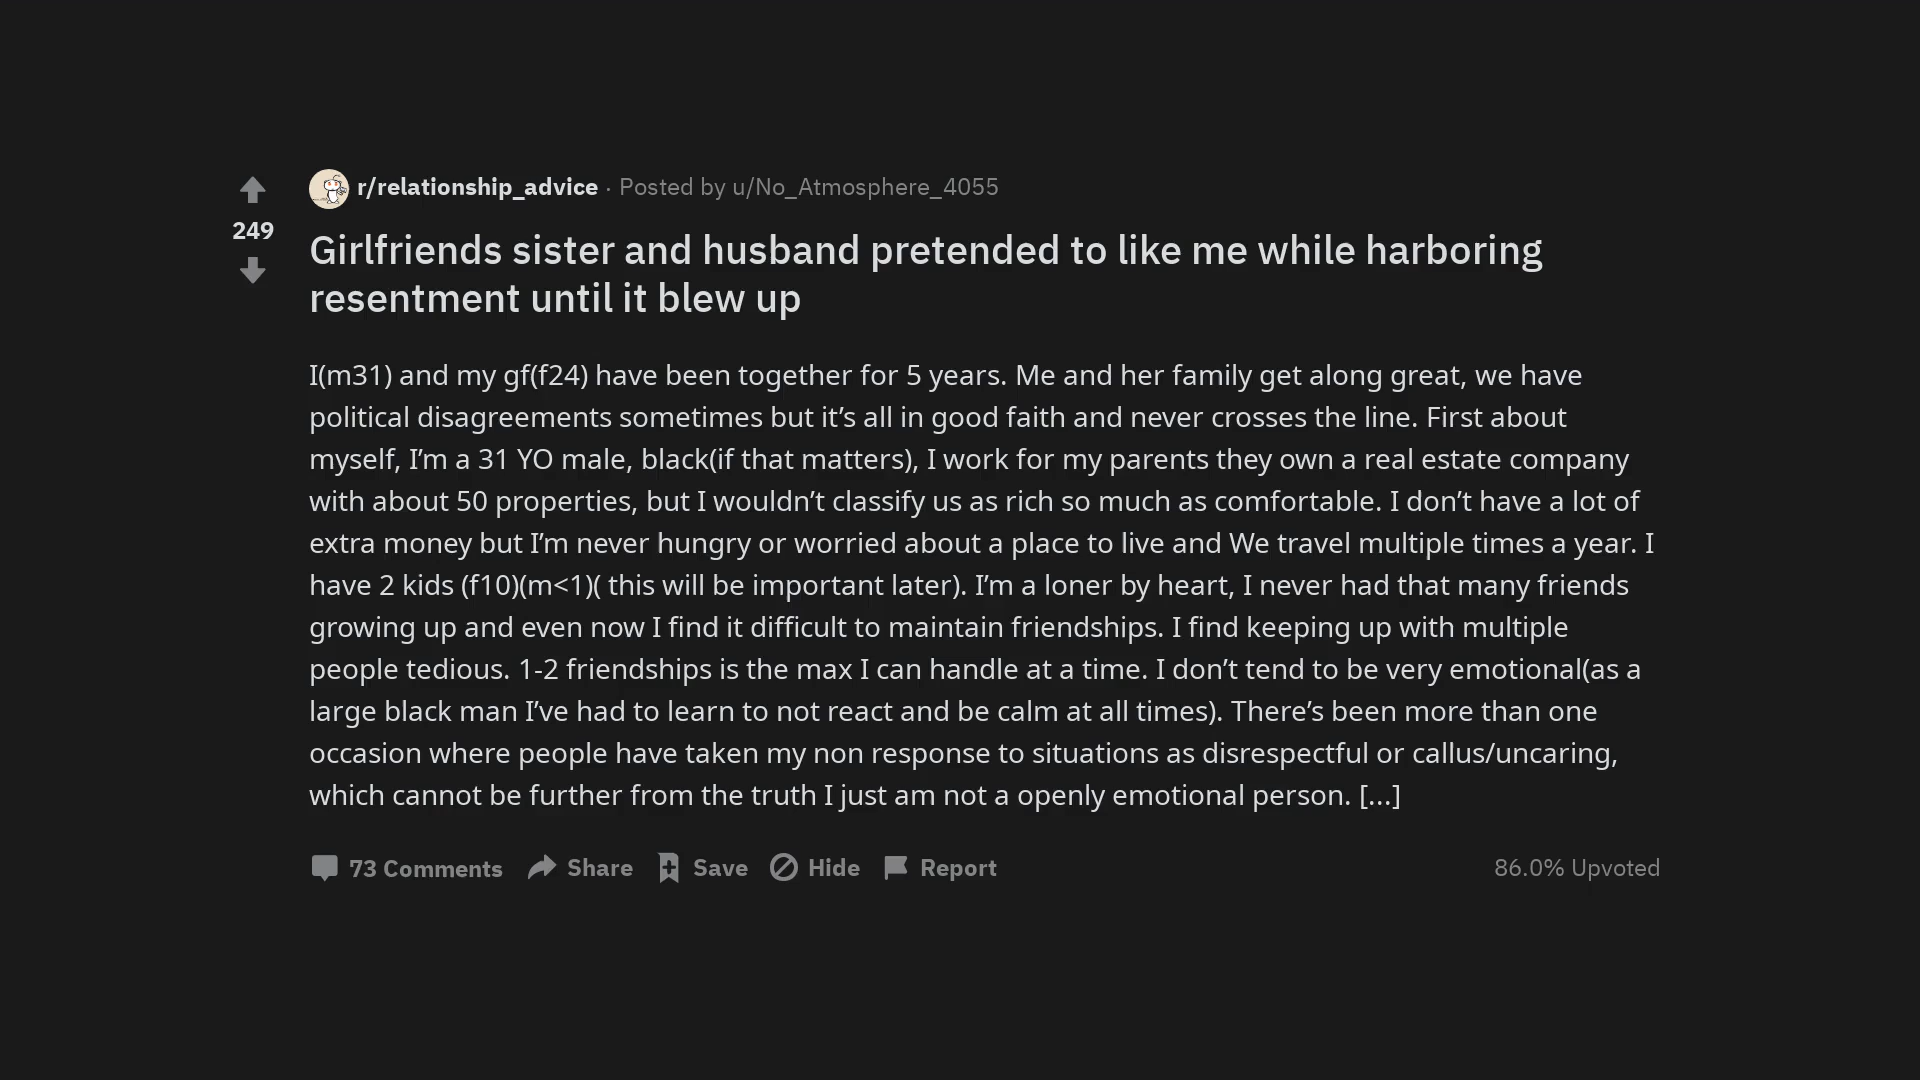 r/relationship_advice · Posted by u/No_Atmosphere_4055
249
Girlfriends sister and husband pretended to like me while harboring
resentment until it blew up
I(m31) and my gf(f24) have been together for 5 years. Me and her family get along great, we have
political disagreements sometimes but it’s all in good faith and never crosses the line. First about
myself, I’m a 31 YO male, black(if that matters), I work for my parents they own a real estate company
with about 50 properties, but I wouldn’t classify us as rich so much as comfortable. I don’t have a lot of
extra money but I’m never hungry or worried about a place to live and We travel multiple times a year. I
have 2 kids (f10)(m<1)( this will be important later). I’m a loner by heart, I never had that many friends
growing up and even now I find it difficult to maintain friendships. I find keeping up with multiple
people tedious. 1-2 friendships is the max I can handle at a time. I don’t tend to be very emotional(as a
large black man I’ve had to learn to not react and be calm at all times). There’s been more than one
occasion where people have taken my non response to situations as disrespectful or callus/uncaring,
which cannot be further from the truth I just am not a openly emotional person. [...]
73 Comments Share Save Hide Report 86.0% Upvoted